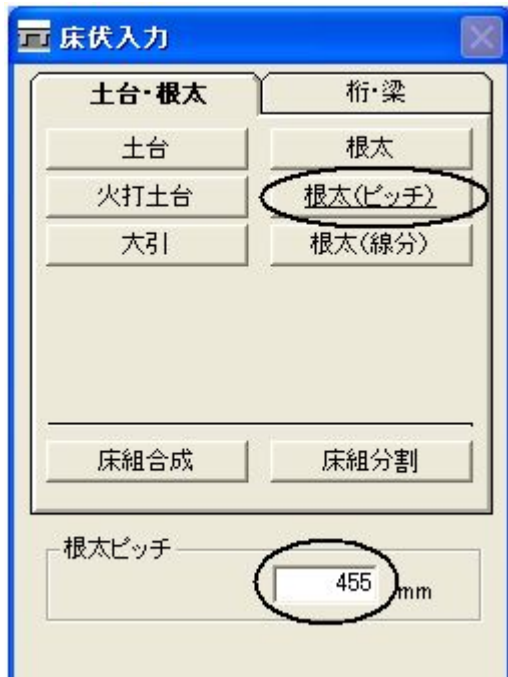 床伏入力
土台・根太 桁・梁
土台 根太
火打土台 根太(ピッチ)
大引 根太(線分)
床組合成 床組分割
根太ピッチ
455 mm